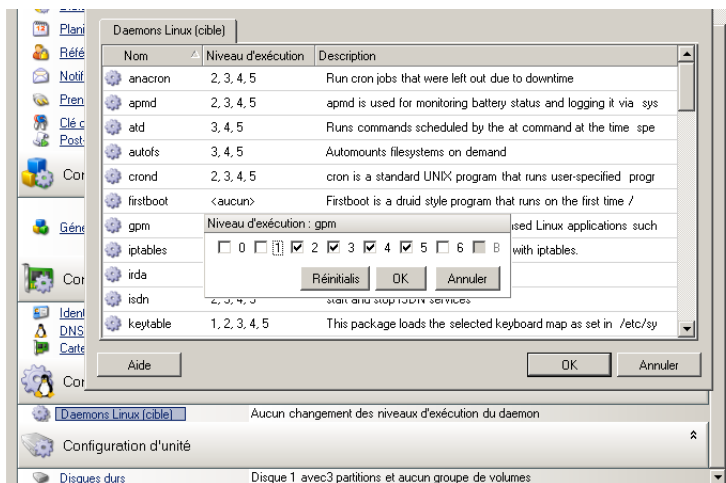 Plani
Daemons Linux (cible)
Référ
Nom Niveau d'exécution Description
Notif
anacron 2, 3, 4, 5 Run cron jobs that were left out due to downtime
Pren
apmd 2, 3, 4, 5 apmd is used for monitoring battery status and logging it via sys
Clé c
atd 3, 4, 5 Runs commands scheduled by the at command at the time spe
Post-
autofs 3, 4, 5 Automounts filesystems on demand
Cor
crond 2, 3, 4, 5 cron is a standard UNIX program that runs user-specified progr
firstboot <aucun> Firstboot is a druid style program that runs on the first time /
Géne
gpm
Niveau d'exécution : gpm
sed Linux applications such
iptables
0 1 2 3 4 5 6 B
with iptables.
irda
Réinitialis OK Annuler
Cor
isdn 2, 3, 4, 5 start and stop ISDN services
Ident
keytable 1, 2, 3, 4, 5 This package loads the selected keyboard map as set in /etc/sy
DNS
Carte
Aide OK Annuler
Cor
Daemons Linux (cible) Aucun changement des niveaux d'exécution du daemon
Configuration d'unité
Disques durs Disque 1 avec3 partitions et aucun groupe de volumes